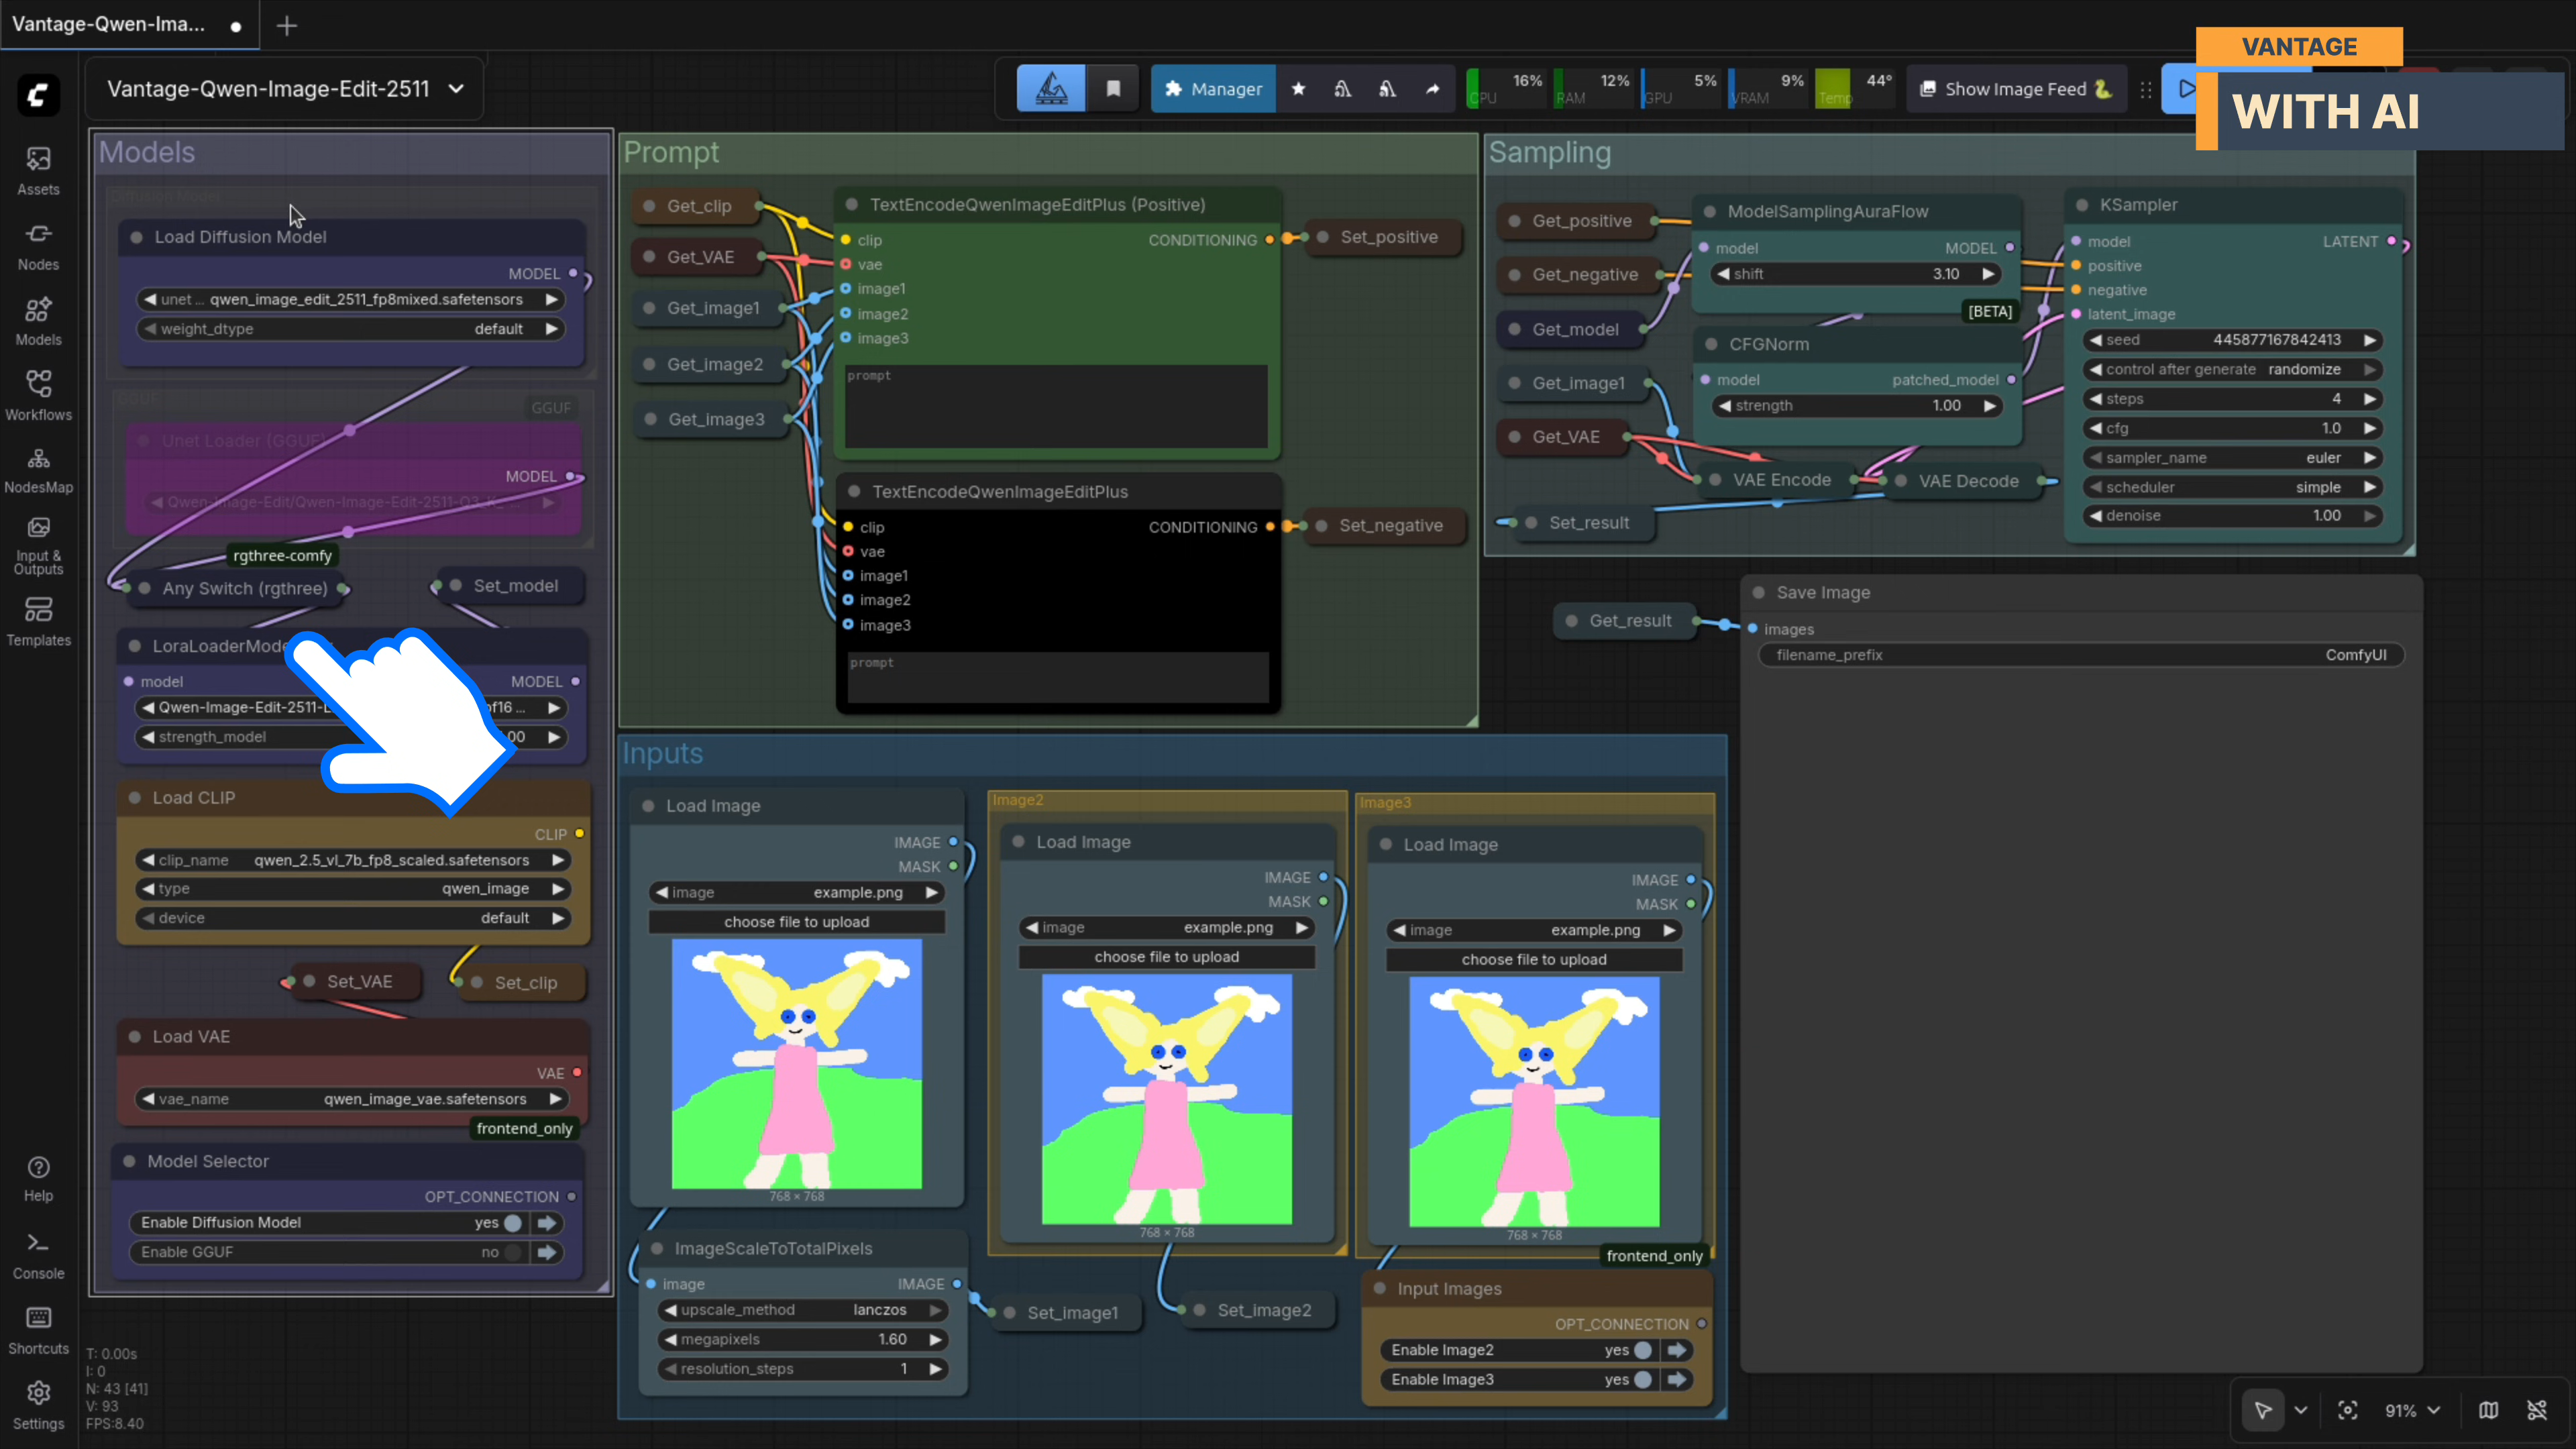 Vantage-Qwen-Ima...
Vantage-Qwen-Image-Edit-2511
Manager
16%
CPU
12%
RAM
5%
GPU
9%
VRAM
44°
Temp
Show Image Feed
VANTAGE
WITH AI
Assets
Nodes
Models
Workflows
NodesMap
Input &
Outputs
Templates
Help
Console
Shortcuts
Settings
Models
Diffusion Model
Load Diffusion Model
MODEL
unet ... qwen_image_edit_2511_fp8mixed.safetensors
weight_dtype default
GGUF
GGUF
Unet Loader (GGUF)
MODEL
Qwen-Image-Edit/Qwen-Image-Edit-2511-Q3_K_...
rgthree-comfy
Any Switch (rgthree)
Set_model
LoraLoaderMode
model MODEL
Qwen-Image-Edit-2511-L
f16 ...
strength_model .00
Load CLIP
CLIP
clip_name qwen_2.5_vl_7b_fp8_scaled.safetensors
type qwen_image
device default
Set_VAE
Set_clip
Load VAE
VAE
vae_name qwen_image_vae.safetensors
frontend_only
Model Selector
OPT_CONNECTION
Enable Diffusion Model yes
Enable GGUF no
T: 0.00s
I: 0
N: 43 [41]
V: 93
FPS:8.40
Prompt
Get_clip
Get_VAE
Get_image1
Get_image2
Get_image3
TextEncodeQwenImageEditPlus (Positive)
clip CONDITIONING
vae
image1
image2
image3
prompt
Set_positive
TextEncodeQwenImageEditPlus
clip CONDITIONING
vae
image1
image2
image3
prompt
Set_negative
Sampling
Get_positive
Get_negative
Get_model
Get_image1
Get_VAE
Set_result
ModelSamplingAuraFlow
model MODEL
shift 3.10
[BETA]
CFGNorm
model patched_model
strength 1.00
VAE Encode
VAE Decode
KSampler
model LATENT
positive
negative
latent_image
seed 445877167842413
control after generate randomize
steps 4
cfg 1.0
sampler_name euler
scheduler simple
denoise 1.00
Get_result
Save Image
images
filename_prefix ComfyUI
Inputs
Load Image
IMAGE
MASK
image example.png
choose file to upload
768 × 768
ImageScaleToTotalPixels
image IMAGE
upscale_method lanczos
megapixels 1.60
resolution_steps 1
Set_image1
Image2
Load Image
IMAGE
MASK
image example.png
choose file to upload
768 × 768
Set_image2
Image3
Load Image
IMAGE
MASK
image example.png
choose file to upload
768 × 768
frontend_only
Input Images
OPT_CONNECTION
Enable Image2 yes
Enable Image3 yes
91%